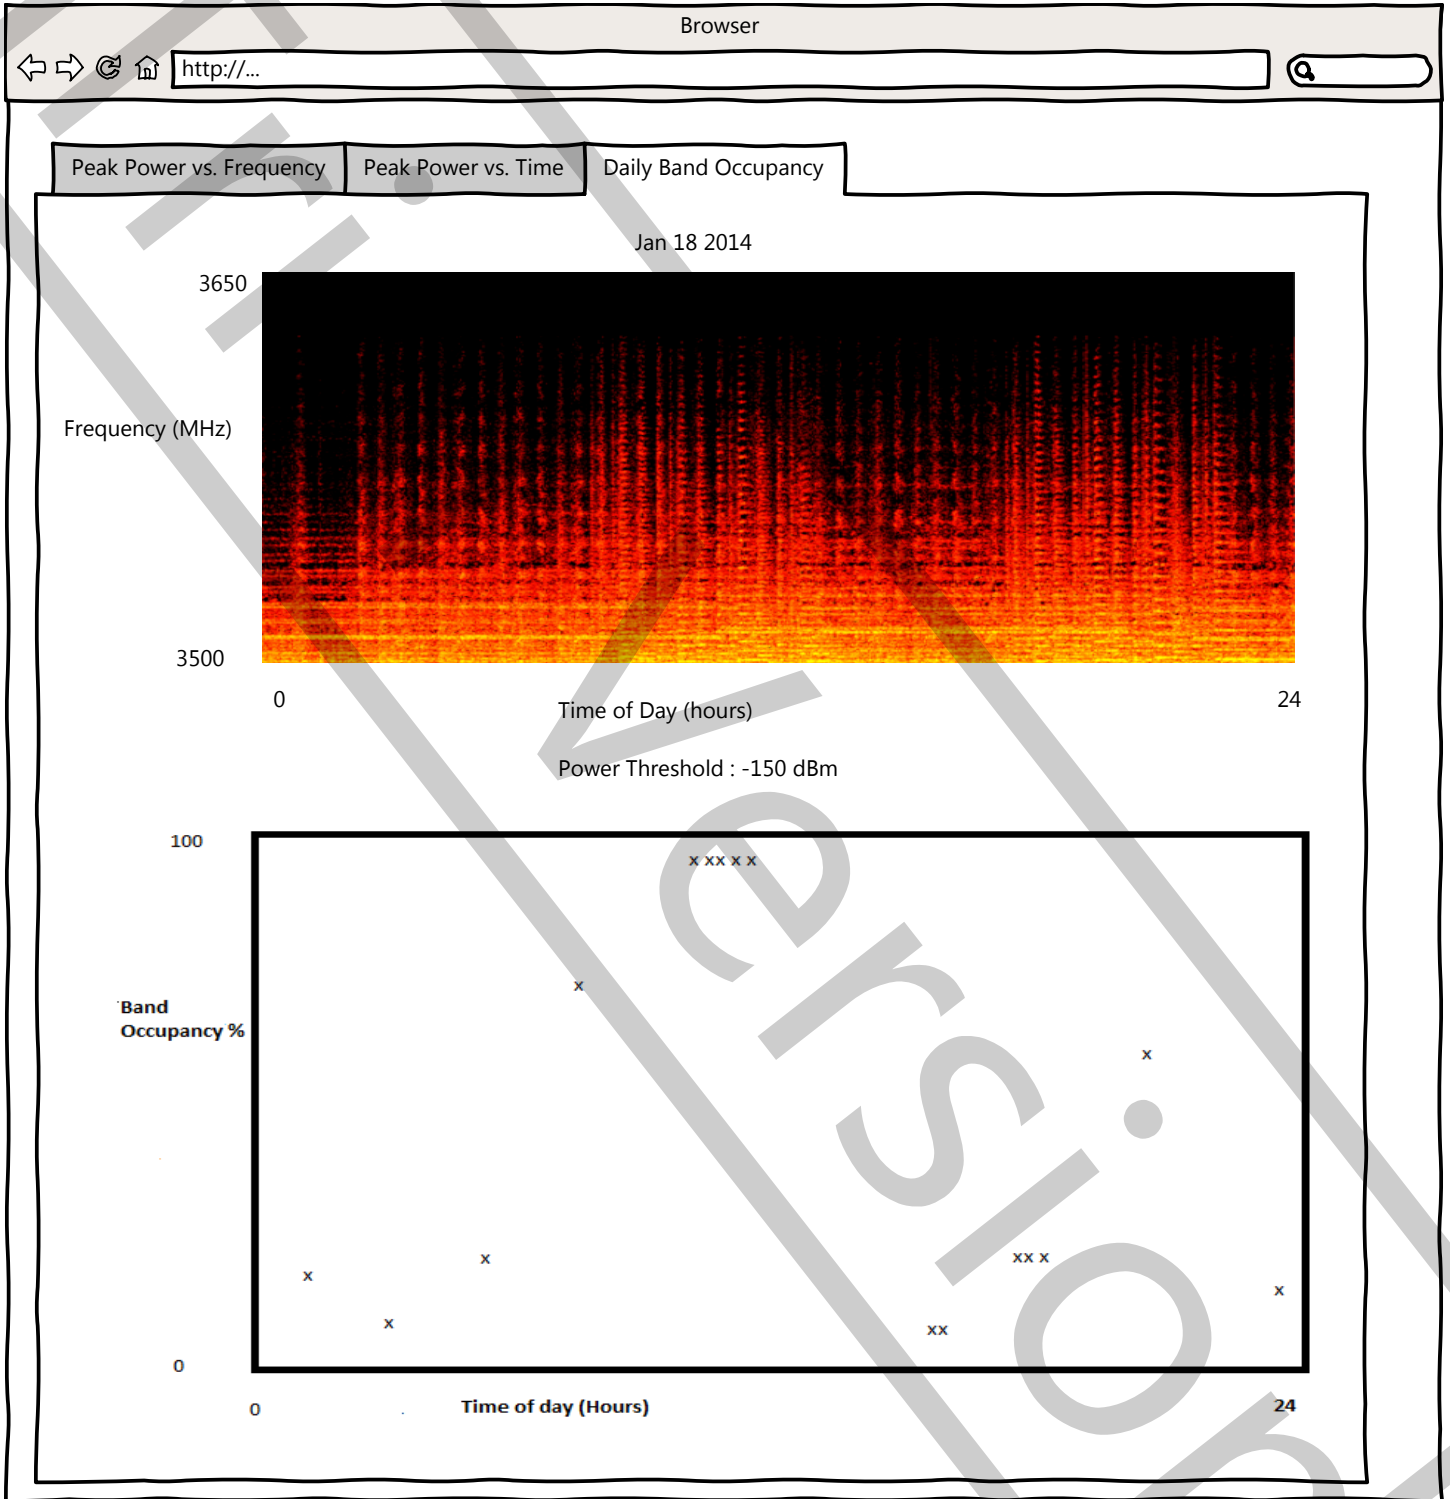 Browser
http://...
Peak Power vs. Frequency
Peak Power vs. Time
Daily Band Occupancy
Jan 18 2014
3650
Frequency (MHz)
3500
0
24
Time of Day (hours)
Power Threshold : -150 dBm
100
x xx x x
x
Band
Occupancy %
x
x
xx x
x
x
x
xx
0
0
Time of day (Hours)
24
Trial Version